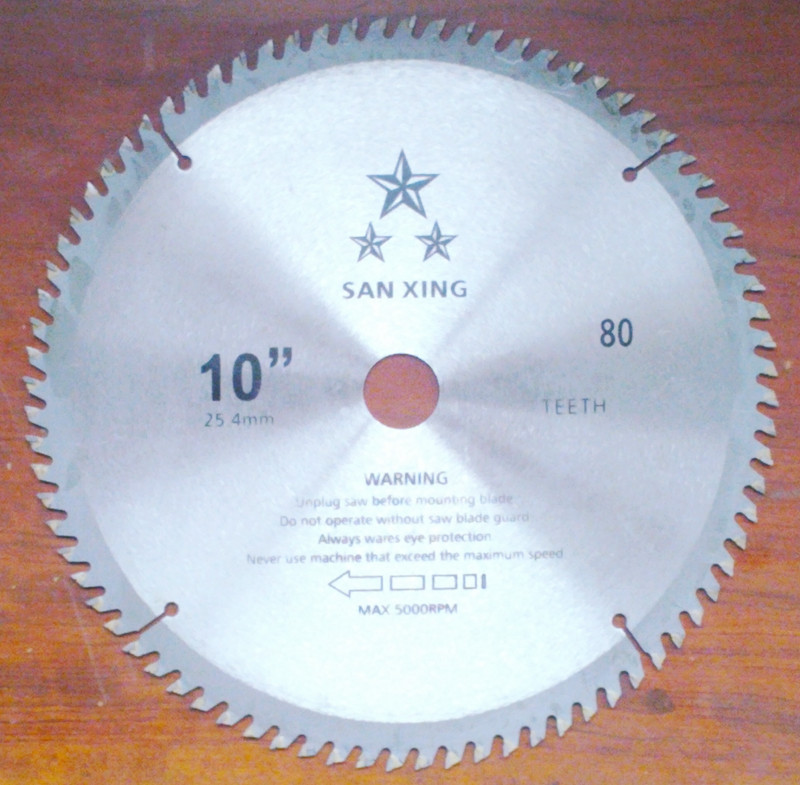 SAN XING
80
10”
25.4mm
TEETH
WARNING
Unplug saw before mounting blade
Do not operate without saw blade guard
Always wares eye protection
Never use machine that exceed the maximum speed
MAX 5000RPM